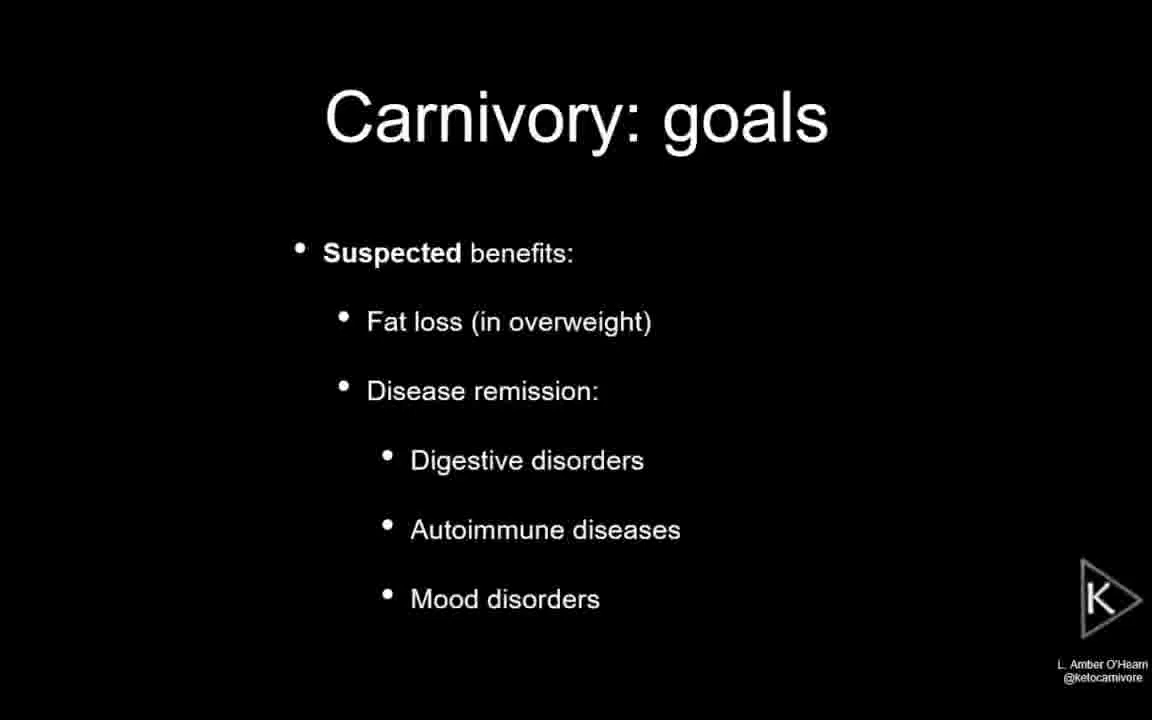 Carnivory: goals
• Suspected benefits:
• Fat loss (in overweight)
• Disease remission:
• Digestive disorders
• Autoimmune diseases
• Mood disorders
K
L. Amber O'Hearn
@ketocarnivore